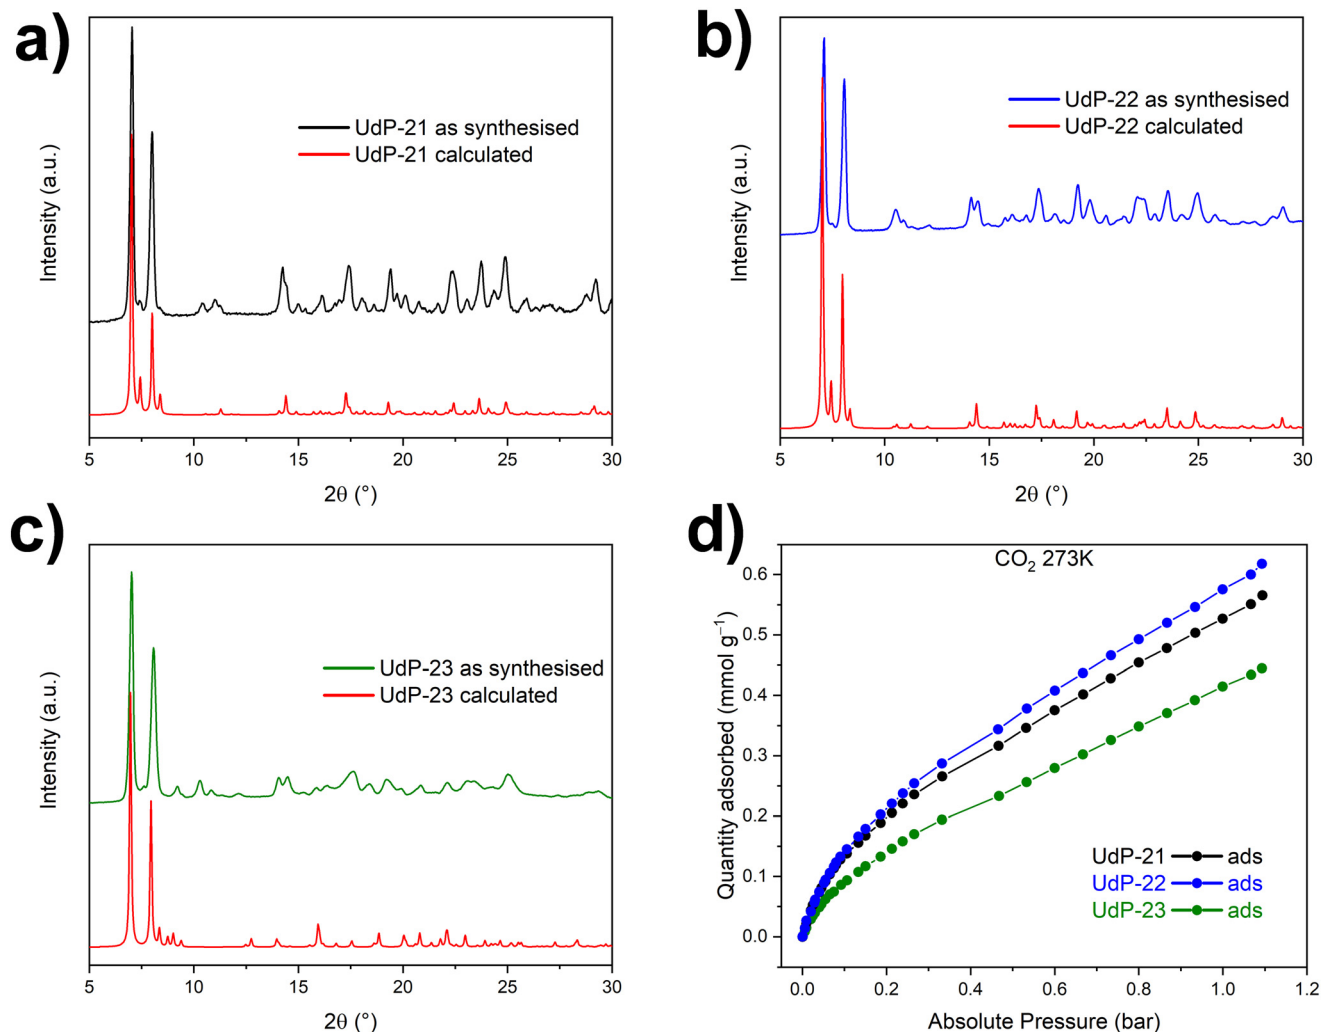 a)
Intensity (a.u.)
UdP-21 as synthesised
UdP-21 calculated
5 10 15 20 25 30
2θ (°)
b)
Intensity (a.u.)
UdP-22 as synthesised
UdP-22 calculated
5 10 15 20 25 30
2θ (°)
c)
Intensity (a.u.)
UdP-23 as synthesised
UdP-23 calculated
5 10 15 20 25 30
2θ (°)
d)
CO₂ 273K
Quantity adsorbed (mmol g⁻¹)
0.6
0.5
0.4
0.3
0.2
0.1
0.0
UdP-21 ads
UdP-22 ads
UdP-23 ads
0.0 0.2 0.4 0.6 0.8 1.0 1.2
Absolute Pressure (bar)